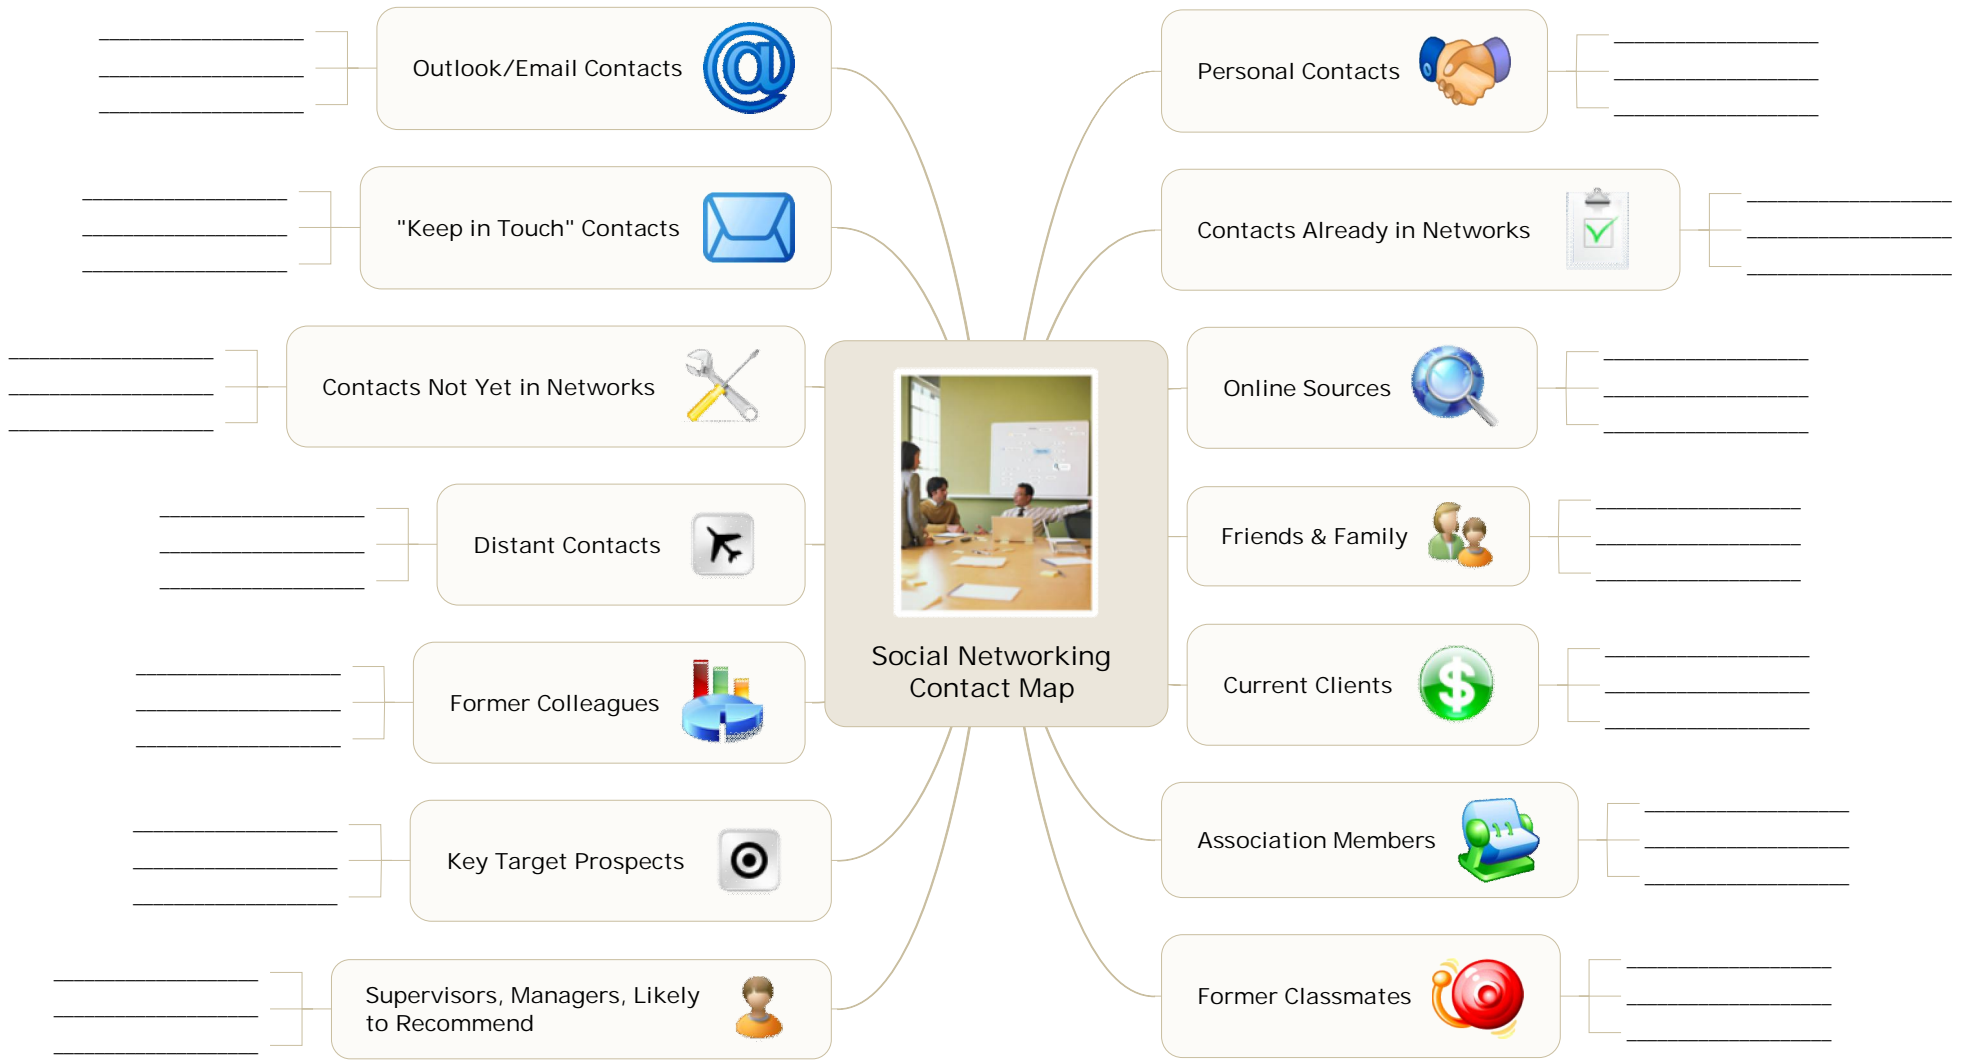 Outlook/Email Contacts
"Keep in Touch" Contacts
Contacts Not Yet in Networks
Distant Contacts
Former Colleagues
Key Target Prospects
Supervisors, Managers, Likely
to Recommend
Social Networking
Contact Map
Personal Contacts
Contacts Already in Networks
Online Sources
Friends & Family
Current Clients
Association Members
Former Classmates